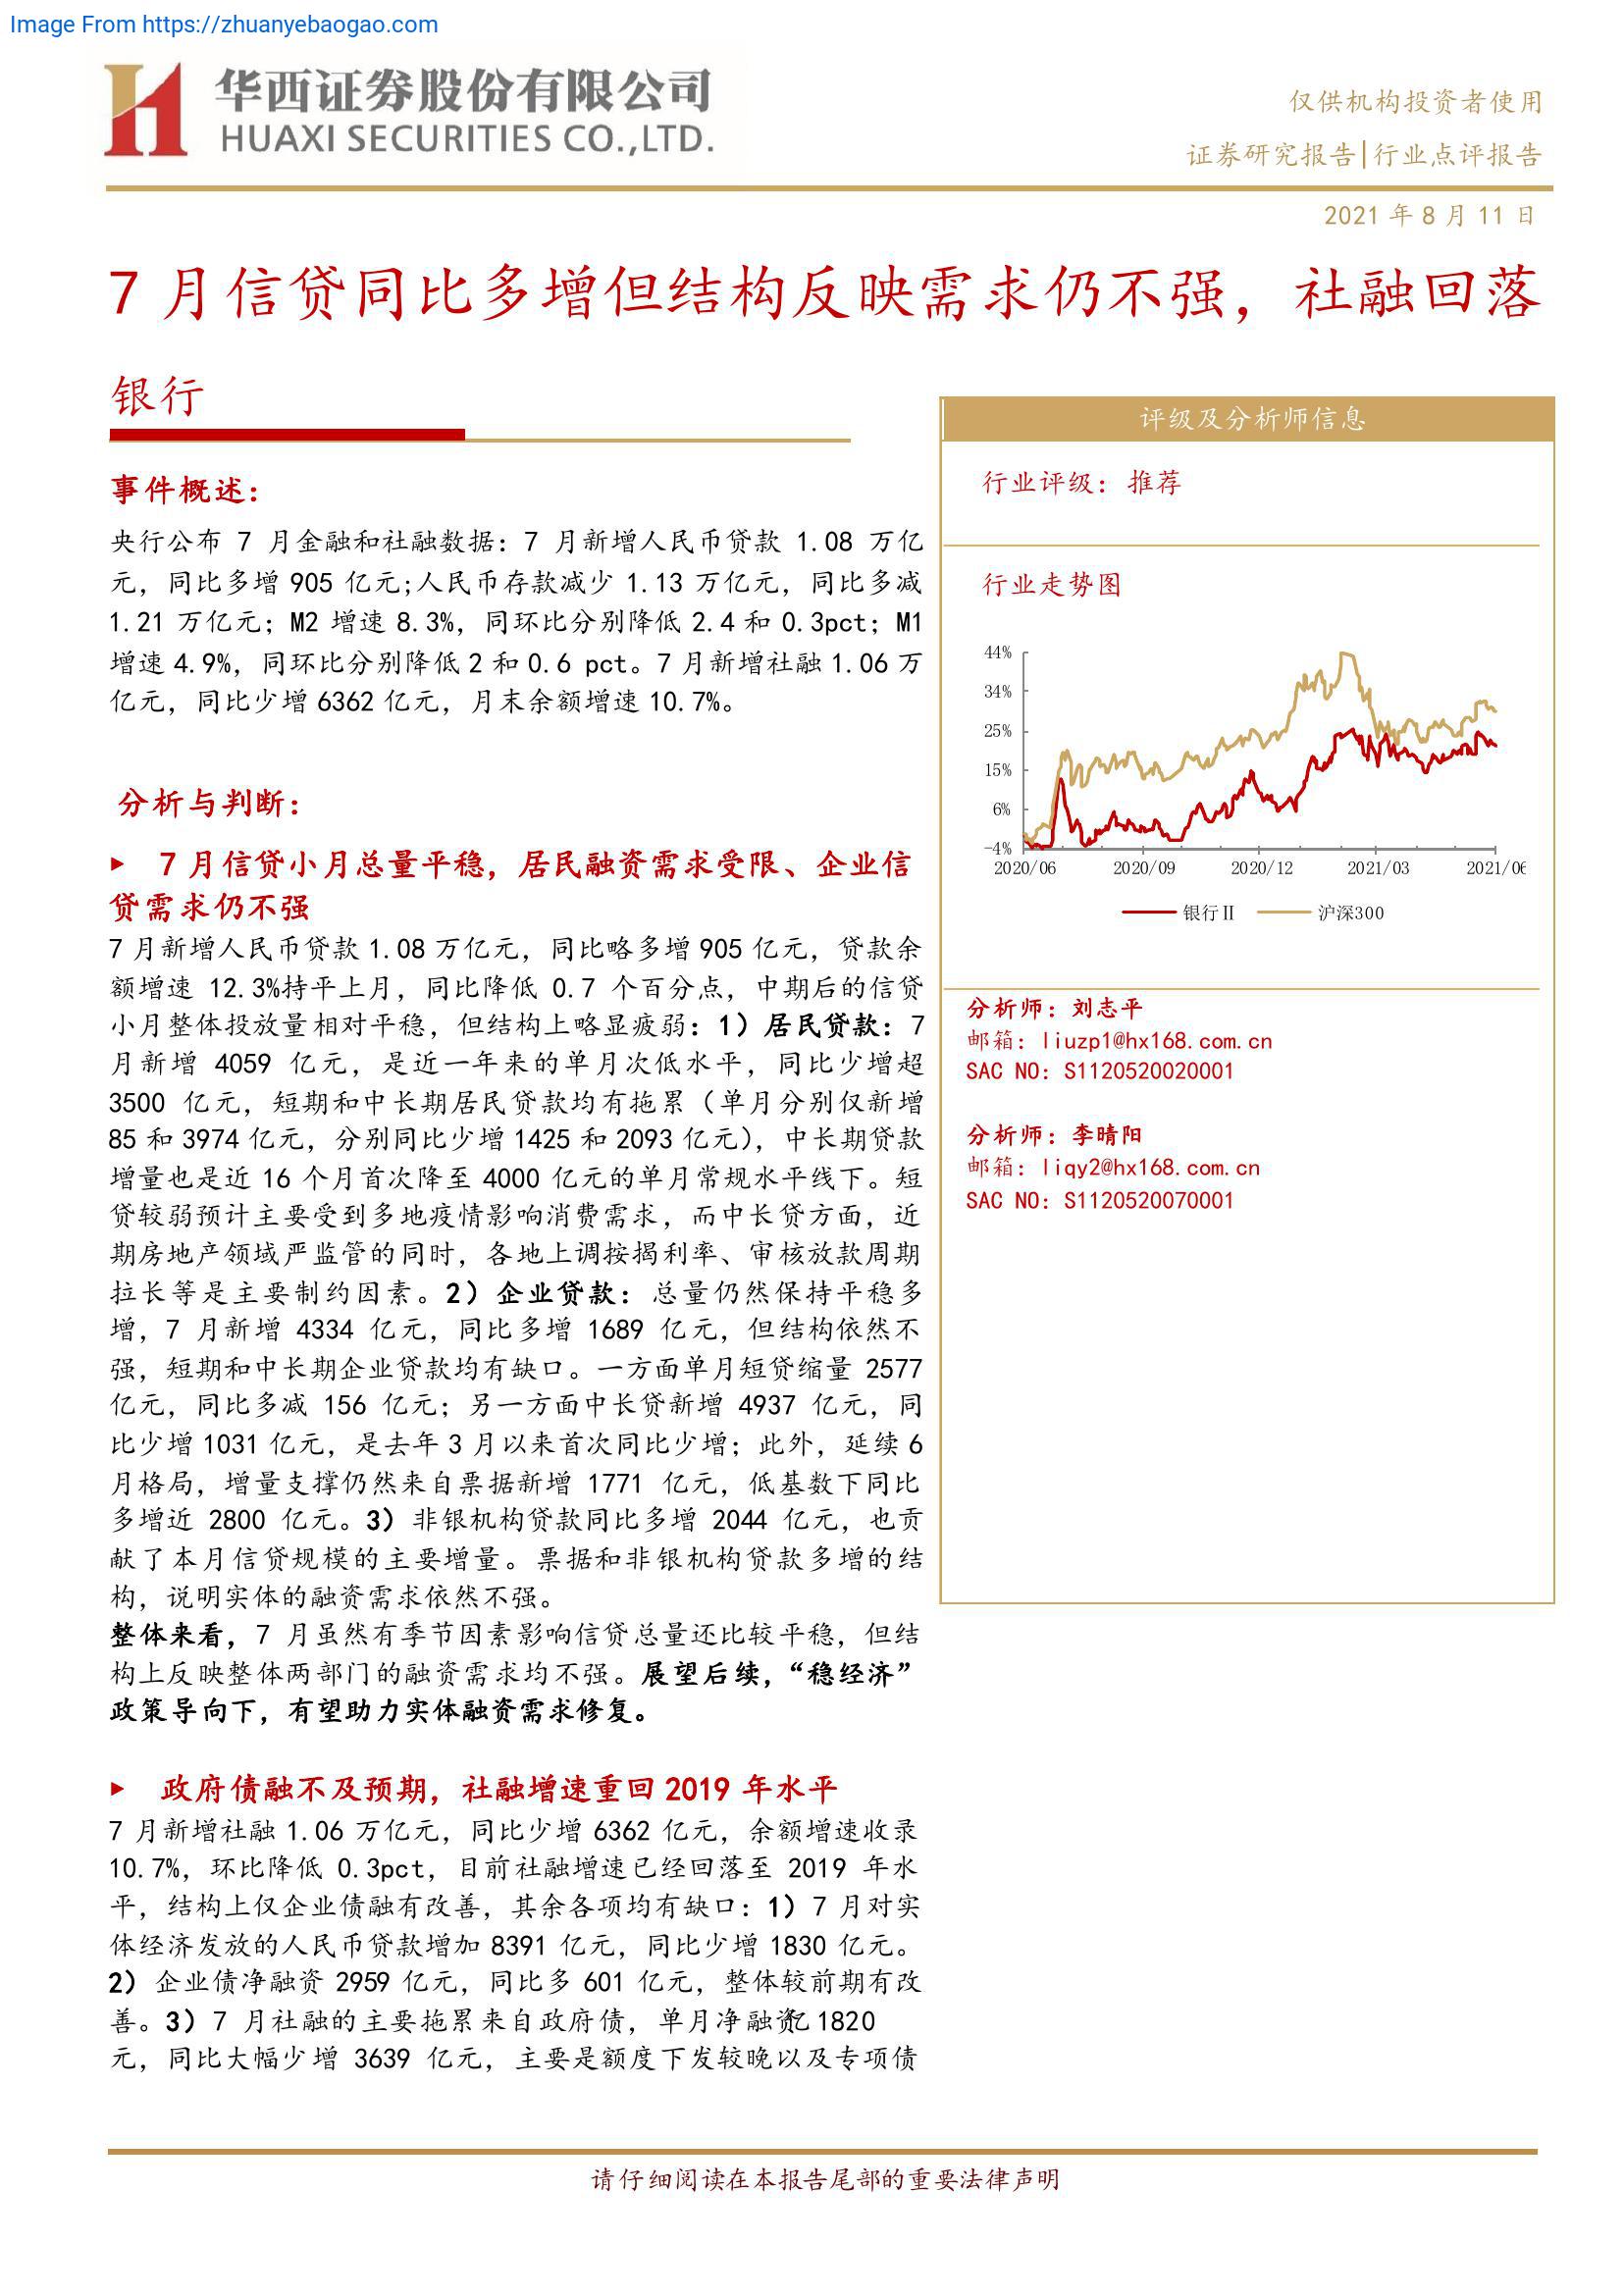 Image From https://zhuanyebaogao.com
华西证券股份有限公司
HUAXI SECURITIES CO.,LTD.
仅供机构投资者使用
证券研究报告|行业点评报告
2021 年 8 月 11 日
7 月信贷同比多增但结构反映需求仍不强，社融回落
银行
事件概述：
央行公布 7 月金融和社融数据：7 月新增人民币贷款 1.08 万亿
元，同比多增 905 亿元;人民币存款减少 1.13 万亿元，同比多减
1.21 万亿元；M2 增速 8.3%，同环比分别降低 2.4 和 0.3pct；M1
增速 4.9%，同环比分别降低 2 和 0.6 pct。7 月新增社融 1.06 万
亿元，同比少增 6362 亿元，月末余额增速 10.7%。
分析与判断：
► 7 月信贷小月总量平稳，居民融资需求受限、企业信
贷需求仍不强
7 月新增人民币贷款 1.08 万亿元，同比略多增 905 亿元，贷款余
额增速 12.3%持平上月，同比降低 0.7 个百分点，中期后的信贷
小月整体投放量相对平稳，但结构上略显疲弱：1）居民贷款：7
月新增 4059 亿元，是近一年来的单月次低水平，同比少增超
3500 亿元，短期和中长期居民贷款均有拖累（单月分别仅新增
85 和 3974 亿元，分别同比少增 1425 和 2093 亿元），中长期贷款
增量也是近 16 个月首次降至 4000 亿元的单月常规水平线下。短
贷较弱预计主要受到多地疫情影响消费需求，而中长贷方面，近
期房地产领域严监管的同时，各地上调按揭利率、审核放款周期
拉长等是主要制约因素。2）企业贷款：总量仍然保持平稳多
增，7 月新增 4334 亿元，同比多增 1689 亿元，但结构依然不
强，短期和中长期企业贷款均有缺口。一方面单月短贷缩量 2577
亿元，同比多减 156 亿元；另一方面中长贷新增 4937 亿元，同
比少增 1031 亿元，是去年 3 月以来首次同比少增；此外，延续 6
月格局，增量支撑仍然来自票据新增 1771 亿元，低基数下同比
多增近 2800 亿元。3）非银机构贷款同比多增 2044 亿元，也贡
献了本月信贷规模的主要增量。票据和非银机构贷款多增的结
构，说明实体的融资需求依然不强。
整体来看，7 月虽然有季节因素影响信贷总量还比较平稳，但结
构上反映整体两部门的融资需求均不强。展望后续，“稳经济”
政策导向下，有望助力实体融资需求修复。
► 政府债融不及预期，社融增速重回 2019 年水平
7 月新增社融 1.06 万亿元，同比少增 6362 亿元，余额增速收录
10.7%，环比降低 0.3pct，目前社融增速已经回落至 2019 年水
平，结构上仅企业债融有改善，其余各项均有缺口：1）7 月对实
体经济发放的人民币贷款增加 8391 亿元，同比少增 1830 亿元。
2）企业债净融资 2959 亿元，同比多 601 亿元，整体较前期有改
善。3）7 月社融的主要拖累来自政府债，单月净融资 1820 亿
元，同比大幅少增 3639 亿元，主要是额度下发较晚以及专项债
评级及分析师信息
行业评级：推荐
行业走势图
44%
34%
25%
15%
6%
-4%
2020/06 2020/09 2020/12 2021/03 2021/06
银行Ⅱ 沪深300
分析师：刘志平
邮箱：liuzp1@hx168.com.cn
SAC NO：S1120520020001
分析师：李晴阳
邮箱：liqy2@hx168.com.cn
SAC NO：S1120520070001
请仔细阅读在本报告尾部的重要法律声明